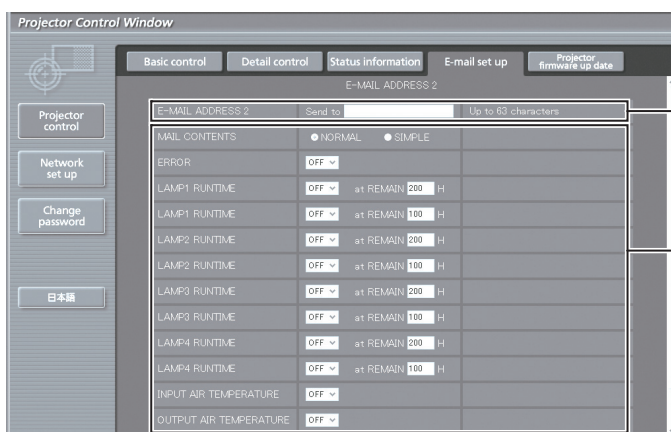 Projector Control Window
Basic control Detail control Status information E-mail set up Projector firmware up date
E-MAIL ADDRESS 2
Projector control
Network set up
Change password
日本語
E-MAIL ADDRESS 2 Send to Up to 63 characters
MAIL CONTENTS NORMAL SIMPLE
ERROR OFF
LAMP1 RUNTIME OFF at REMAIN 200 H
LAMP1 RUNTIME OFF at REMAIN 100 H
LAMP2 RUNTIME OFF at REMAIN 200 H
LAMP2 RUNTIME OFF at REMAIN 100 H
LAMP3 RUNTIME OFF at REMAIN 200 H
LAMP3 RUNTIME OFF at REMAIN 100 H
LAMP4 RUNTIME OFF at REMAIN 200 H
LAMP4 RUNTIME OFF at REMAIN 100 H
INPUT AIR TEMPERATURE OFF
OUTPUT AIR TEMPERATURE OFF